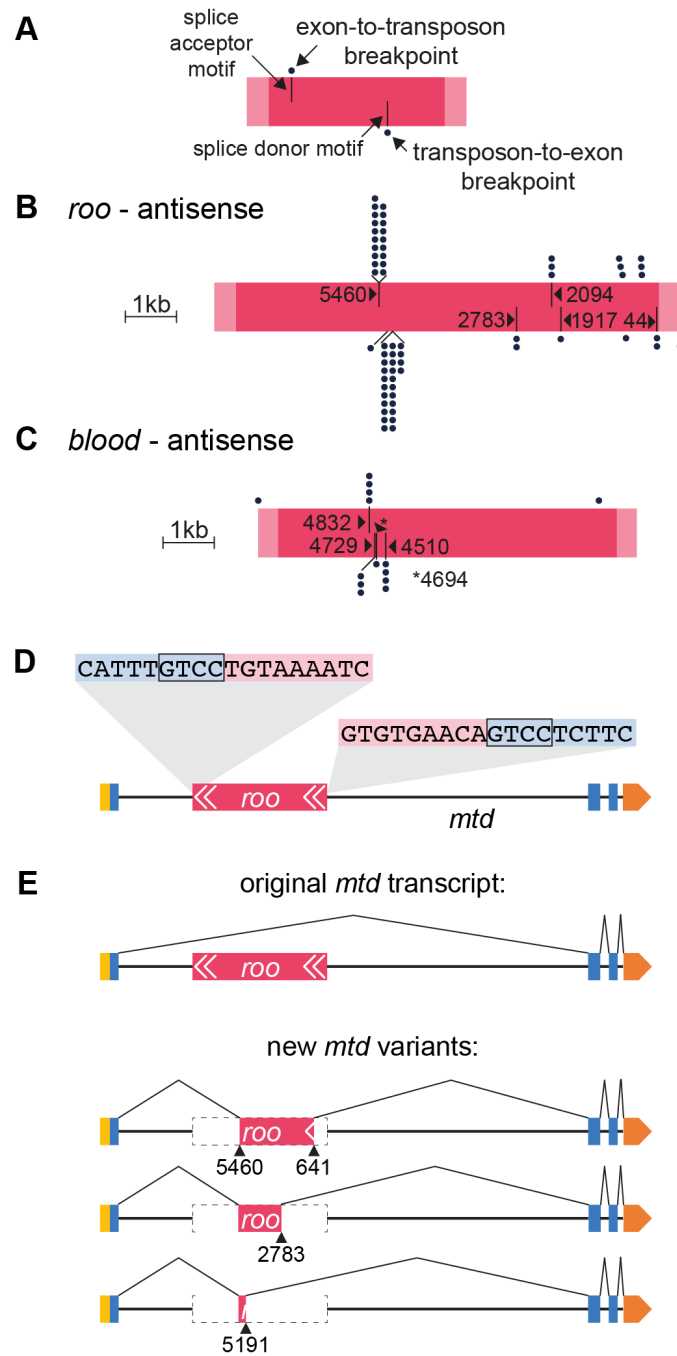 A
splice
acceptor
motif
exon-to-transposon
breakpoint
splice donor motif
transposon-to-exon
breakpoint
B
roo - antisense
1kb
5460
2094
2783
1917 44
C
blood - antisense
1kb
4832
*
4729
4510
*4694
D
CATTTGTCCTGTAAAATC
GTGTGAACAGTCCTCTTC
roo
mtd
E
original mtd transcript:
roo
new mtd variants:
roo
5460
641
roo
2783
5191